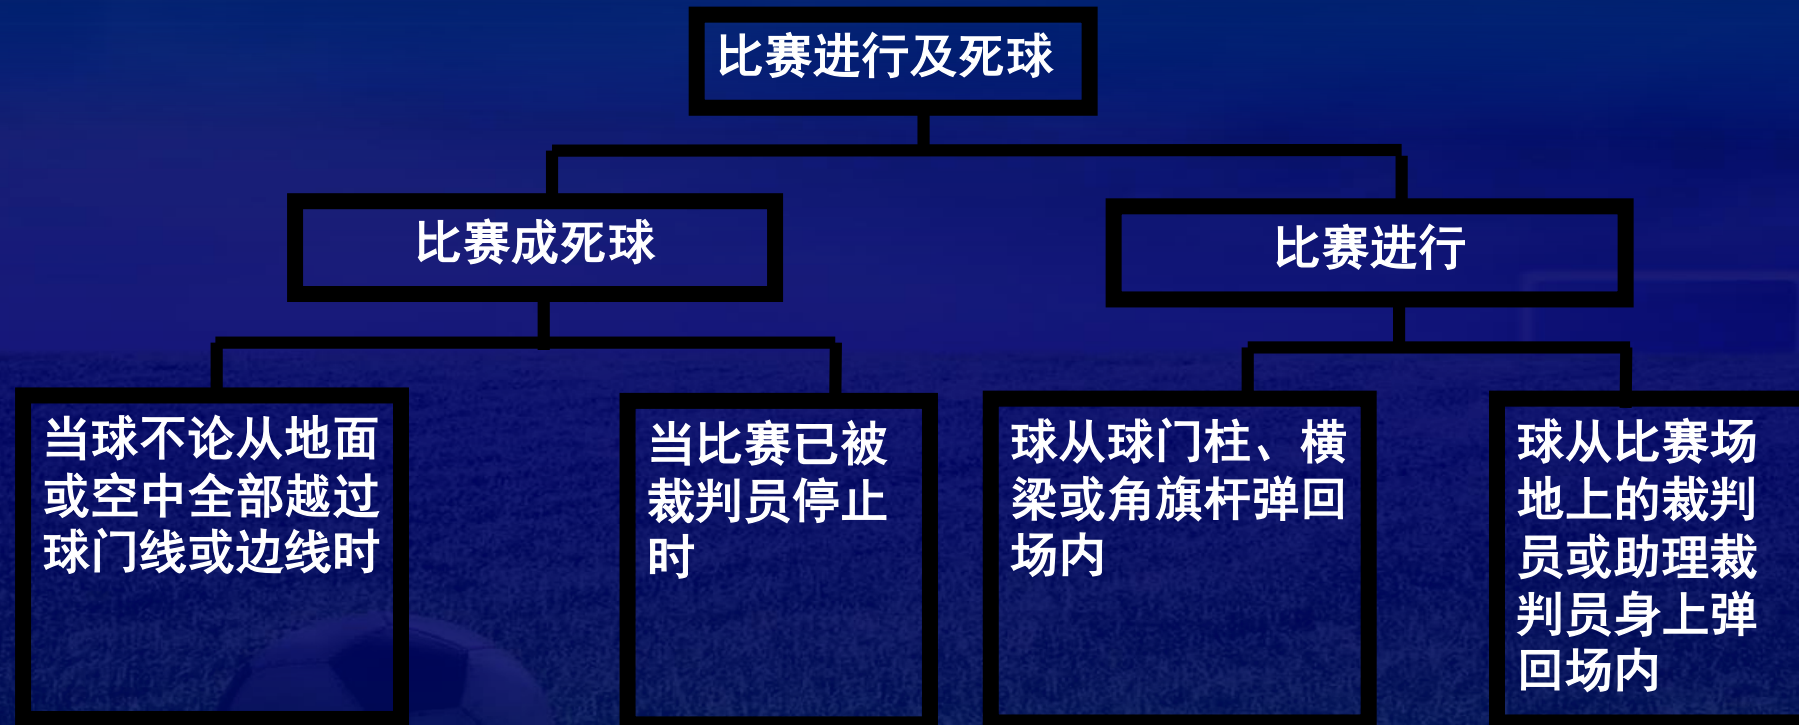 比赛进行及死球
比赛成死球
比赛进行
当球不论从地面
或空中全部越过
球门线或边线时
当比赛已被
裁判员停止
时
球从球门柱、横
梁或角旗杆弹回
场内
球从比赛场
地上的裁判
员或助理裁
判员身上弹
回场内